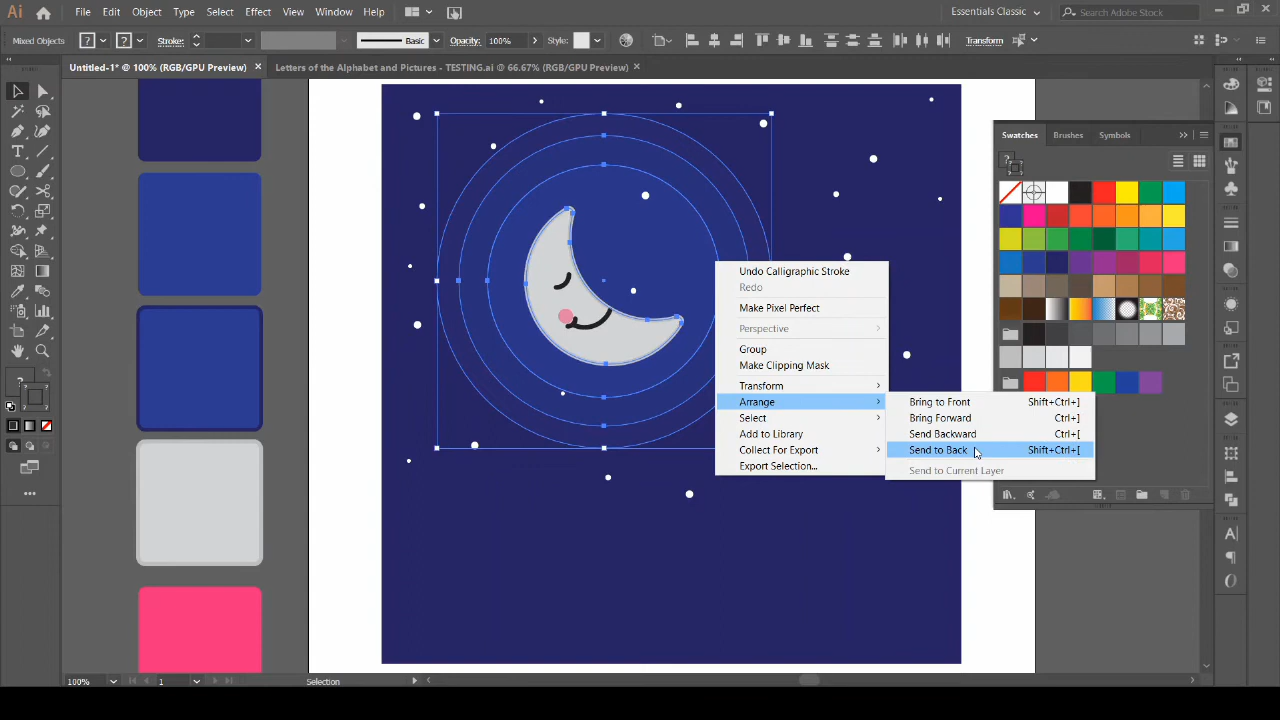 Ai File Edit Object Type Select Effect View Window Help Essentials Classic Search Adobe Stock
Mixed Objects ? ? Stroke: Basic Opacity: 100% Style: Transform
Untitled-1* @ 100% (RGB/GPU Preview) Letters of the Alphabet and Pictures - TESTING.ai @ 66.67% (RGB/GPU Preview)
Swatches Brushes Symbols
Undo Calligraphic Stroke
Redo
Make Pixel Perfect
Perspective
Group
Make Clipping Mask
Transform
Arrange
Select
Add to Library
Collect For Export
Export Selection...
Bring to Front Shift+Ctrl+]
Bring Forward Ctrl+]
Send Backward Ctrl+[
Send to Back Shift+Ctrl+[
Send to Current Layer
100% 1 Selection